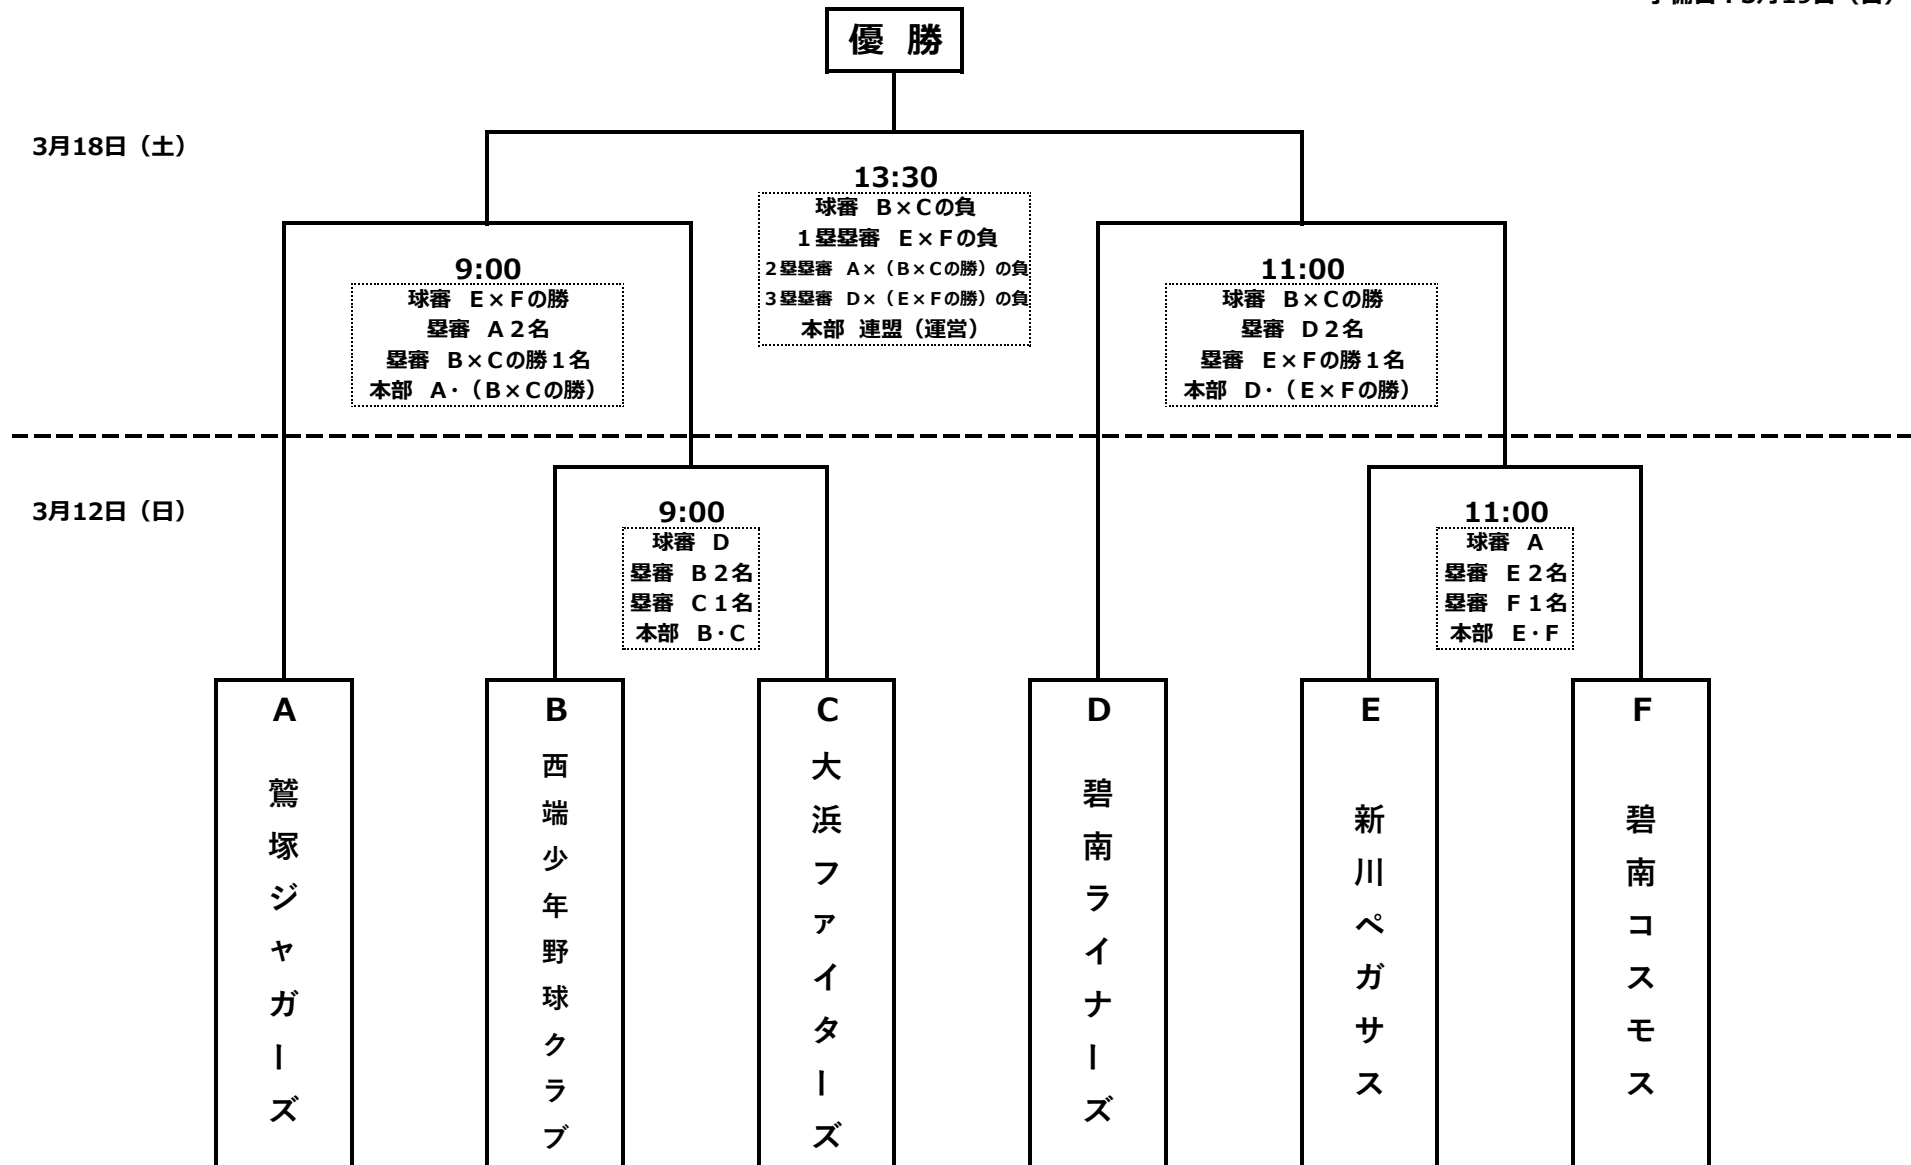 優 勝
3月18日（土）
13:30
球審 B×Cの負
１塁塁審 E×Fの負
２塁塁審 A×（B×Cの勝）の負
３塁塁審 D×（E×Fの勝）の負
本部 連盟（運営）
9:00
球審 E×Fの勝
塁審 A２名
塁審 B×Cの勝１名
本部 A・（B×Cの勝）
11:00
球審 B×Cの勝
塁審 D２名
塁審 E×Fの勝１名
本部 D・（E×Fの勝）
3月12日（日）
9:00
球審 D
塁審 B２名
塁審 C１名
本部 B・C
11:00
球審 A
塁審 E２名
塁審 F１名
本部 E・F
A
鷲塚ジャガーズ
B
西端少年野球クラブ
C
大浜ファイターズ
D
碧南ライナーズ
E
新川ペガサス
F
碧南コスモス